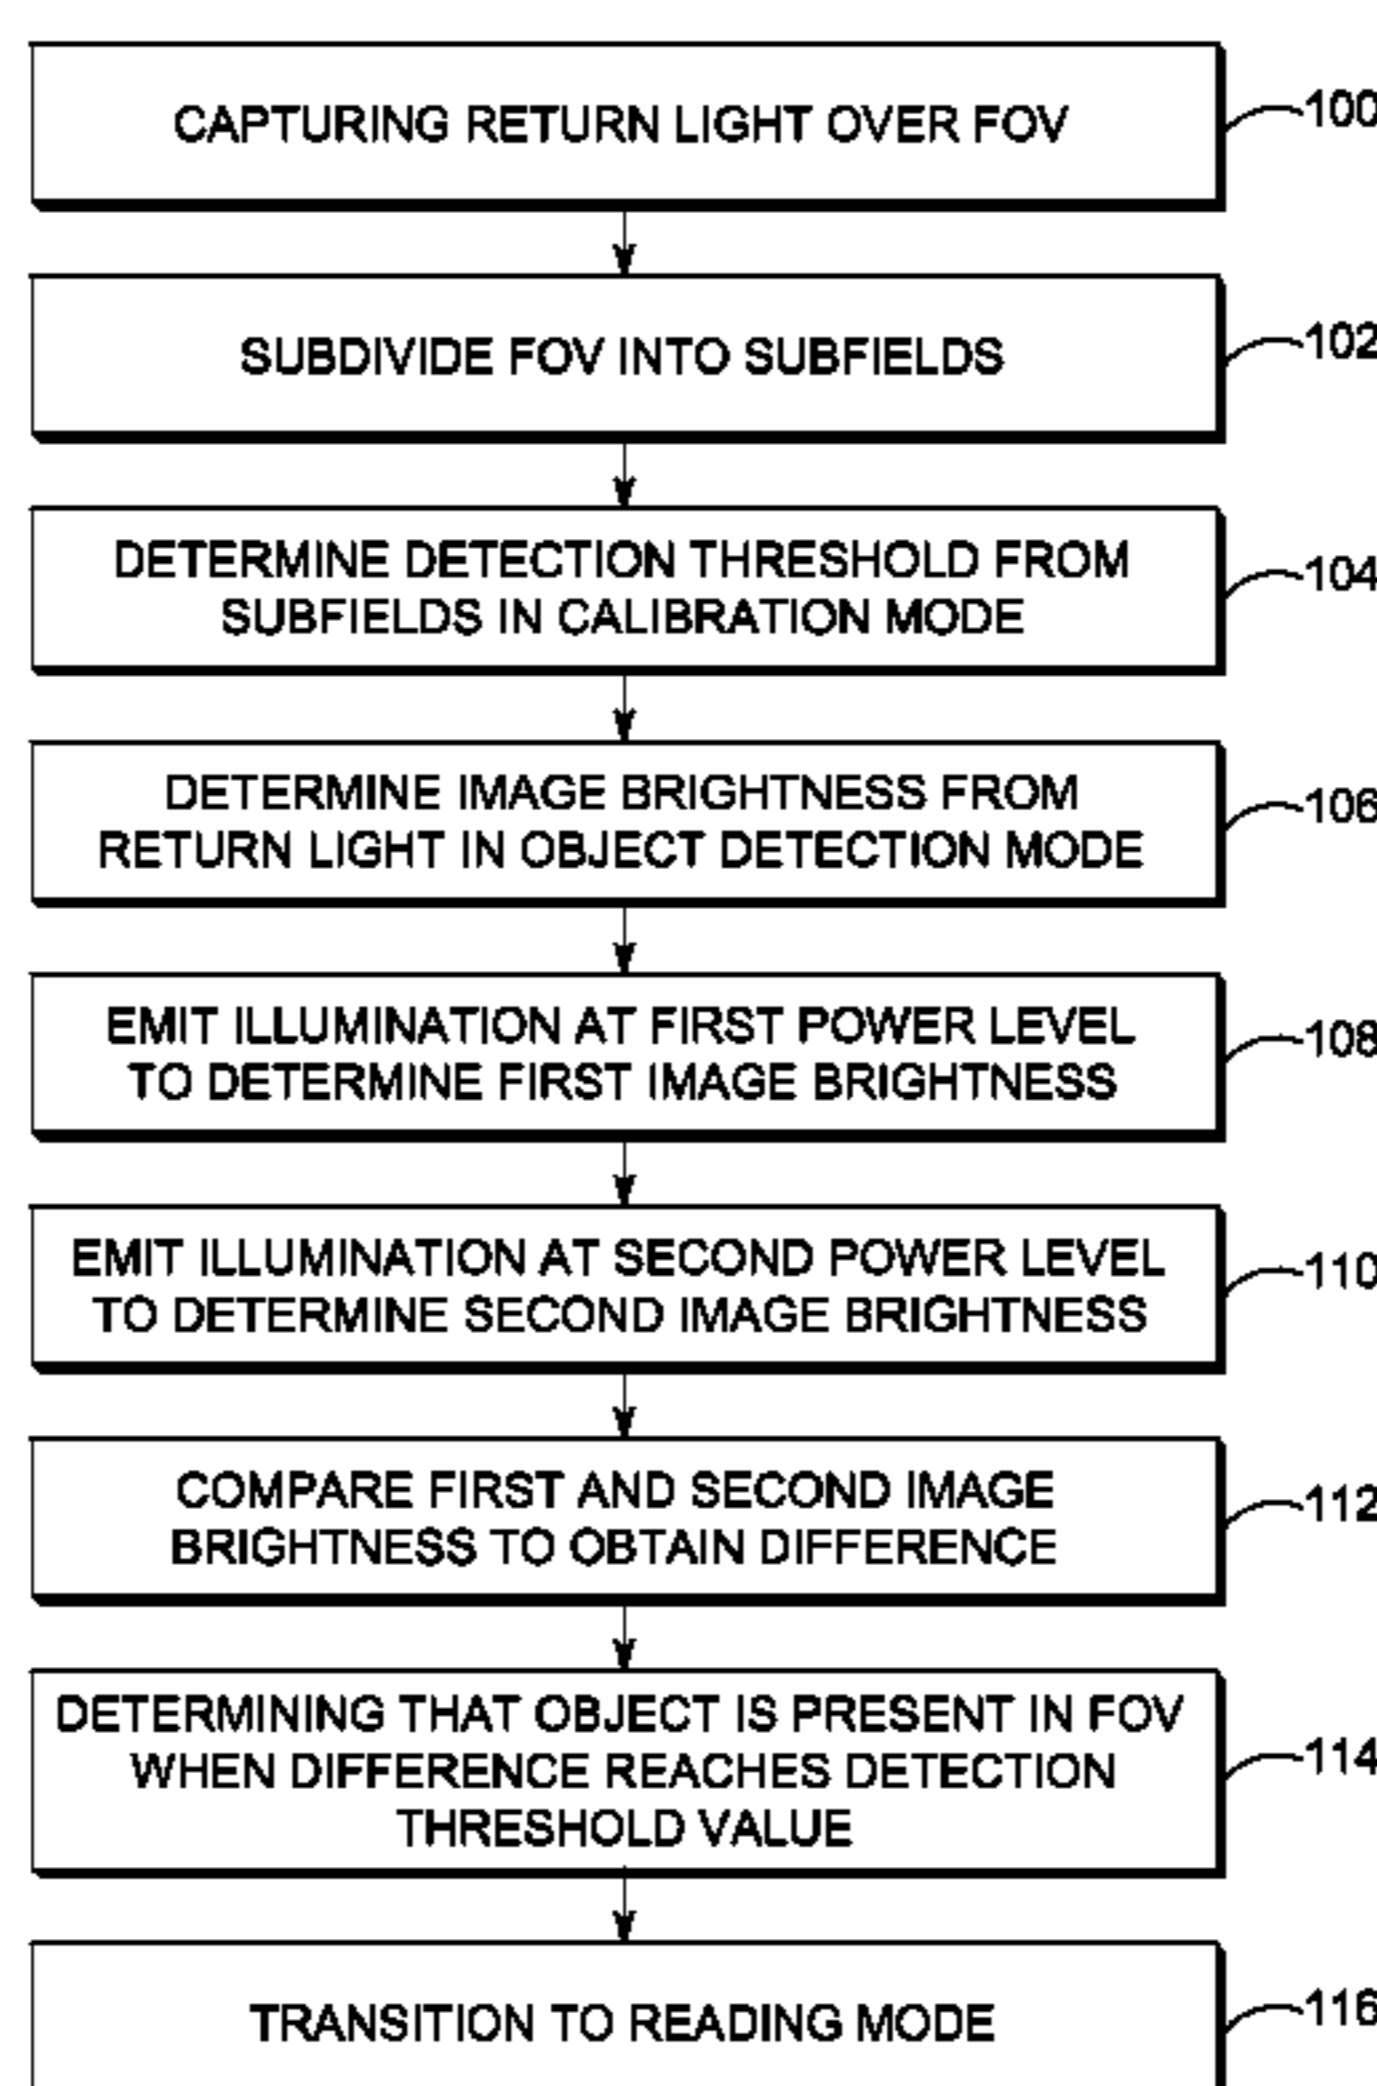 CAPTURING RETURN LIGHT OVER FOV
100
SUBDIVIDE FOV INTO SUBFIELDS
102
DETERMINE DETECTION THRESHOLD FROM
SUBFIELDS IN CALIBRATION MODE
104
DETERMINE IMAGE BRIGHTNESS FROM
RETURN LIGHT IN OBJECT DETECTION MODE
106
EMIT ILLUMINATION AT FIRST POWER LEVEL
TO DETERMINE FIRST IMAGE BRIGHTNESS
108
EMIT ILLUMINATION AT SECOND POWER LEVEL
TO DETERMINE SECOND IMAGE BRIGHTNESS
110
COMPARE FIRST AND SECOND IMAGE
BRIGHTNESS TO OBTAIN DIFFERENCE
112
DETERMINING THAT OBJECT IS PRESENT IN FOV
WHEN DIFFERENCE REACHES DETECTION
THRESHOLD VALUE
114
TRANSITION TO READING MODE
116